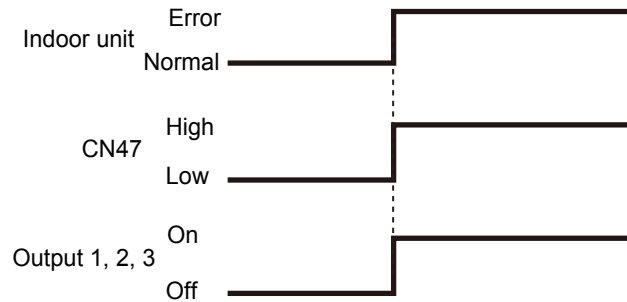 Error
Indoor unit
Normal
High
CN47
Low
On
Output 1, 2, 3
Off